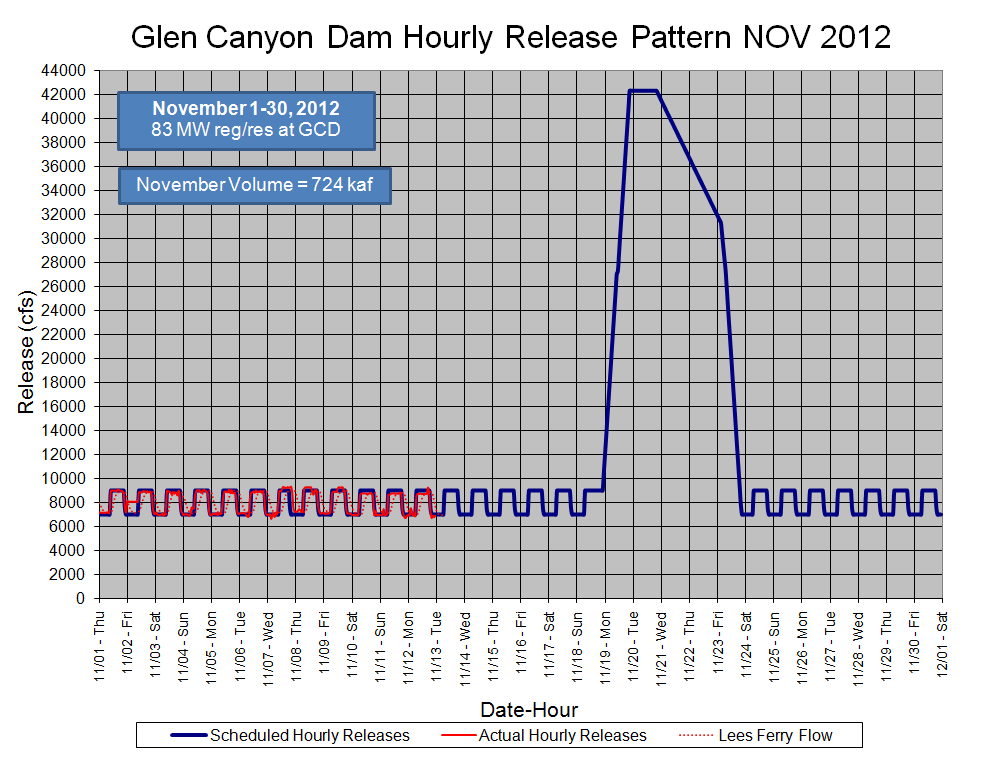 Glen Canyon Dam Hourly Release Pattern NOV 2012
44000
42000
40000
38000
36000
34000
32000
30000
28000
26000
24000
22000
20000
18000
16000
14000
12000
10000
8000
6000
4000
2000
0
November 1-30, 2012
83 MW reg/res at GCD
November Volume = 724 kaf
Release (cfs)
11/01 - Thu
11/02 - Fri
11/03 - Sat
11/04 - Sun
11/05 - Mon
11/06 - Tue
11/07 - Wed
11/08 - Thu
11/09 - Fri
11/10 - Sat
11/11 - Sun
11/12 - Mon
11/13 - Tue
11/14 - Wed
11/15 - Thu
11/16 - Fri
11/17 - Sat
11/18 - Sun
11/19 - Mon
11/20 - Tue
11/21 - Wed
11/22 - Thu
11/23 - Fri
11/24 - Sat
11/25 - Sun
11/26 - Mon
11/27 - Tue
11/28 - Wed
11/29 - Thu
11/30 - Fri
12/01 - Sat
Date-Hour
Scheduled Hourly Releases
Actual Hourly Releases
Lees Ferry Flow